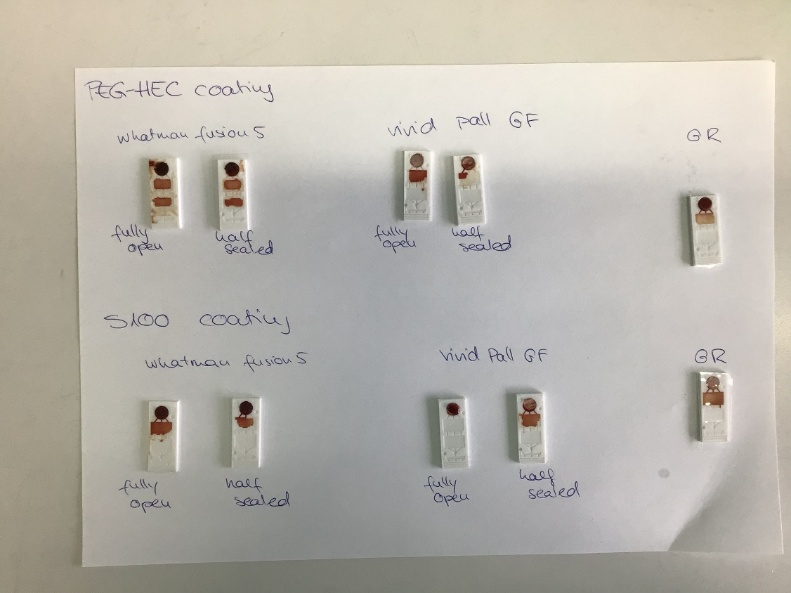 PEG-HEC coating
whatman fusion 5
vivid Pall GF
GR
fully open
half sealed
fully open
half sealed
S100 coating
whatman fusion 5
vivid Pall GF
GR
fully open
half sealed
fully open
half sealed